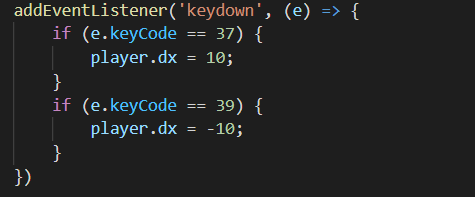 addEventListener('keydown', (e) => {
    if (e.keyCode == 37) {
        player.dx = 10;
    }
    if (e.keyCode == 39) {
        player.dx = -10;
    }
})